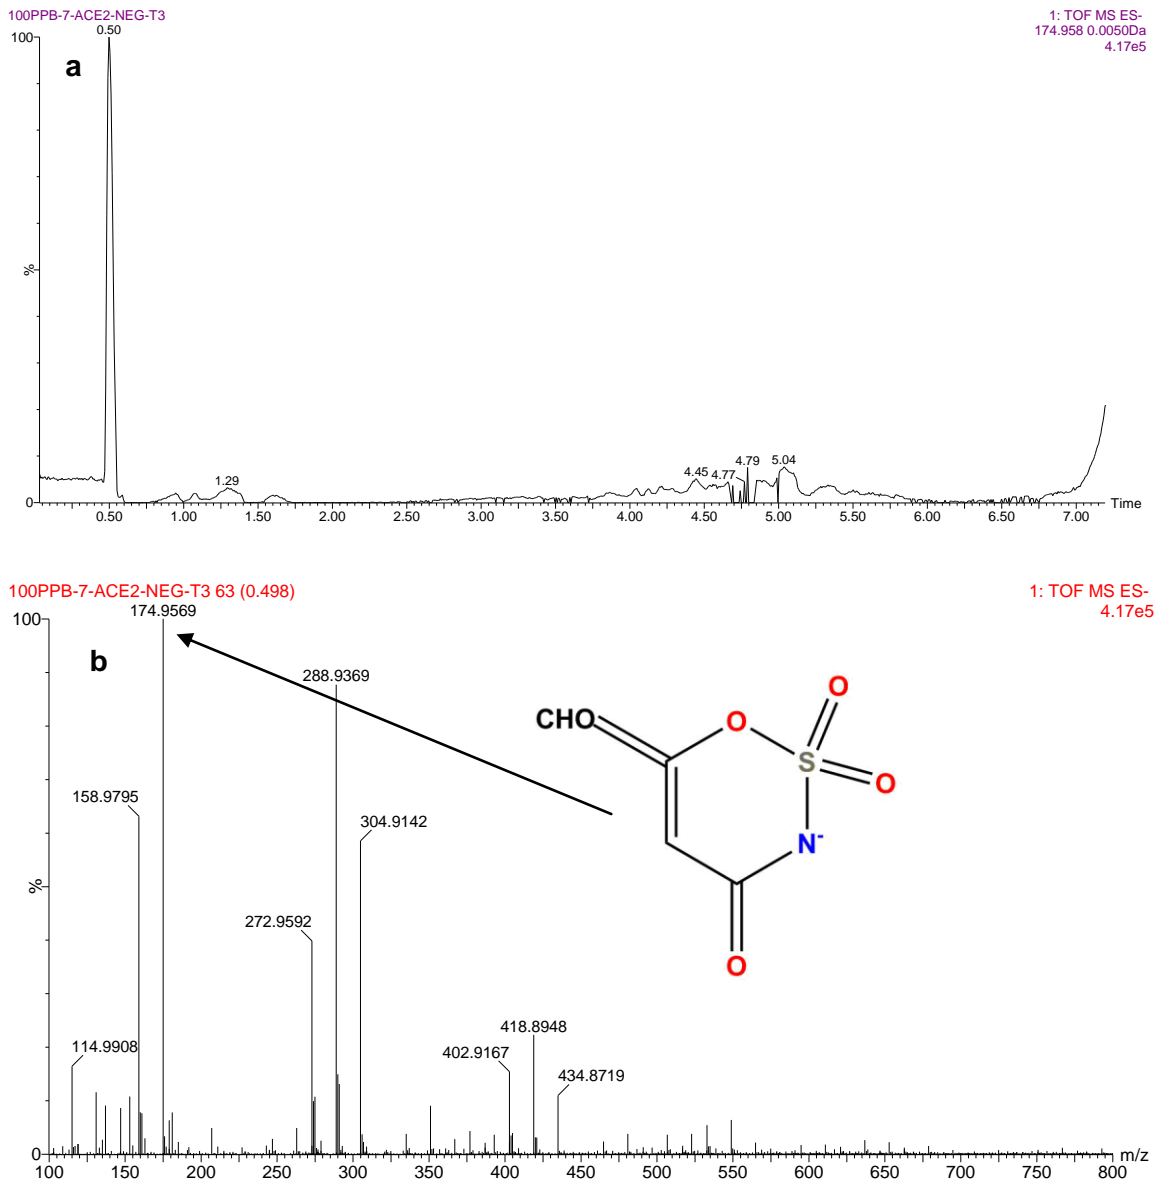 100PPB-7-ACE2-NEG-T3
1: TOF MS ES-
174.958 0.0050Da
4.17e5
0.50
100
a
%
1.29
4.45
4.77
4.79
5.04
0
0.50 1.00 1.50 2.00 2.50 3.00 3.50 4.00 4.50 5.00 5.50 6.00 6.50 7.00
Time
100PPB-7-ACE2-NEG-T3 63 (0.498)
1: TOF MS ES-
4.17e5
174.9569
100
b
288.9369
158.9795
304.9142
272.9592
%
418.8948
402.9167
114.9908
434.8719
CHO
O
O
S
O
N-
O
0
100 150 200 250 300 350 400 450 500 550 600 650 700 750 800
m/z